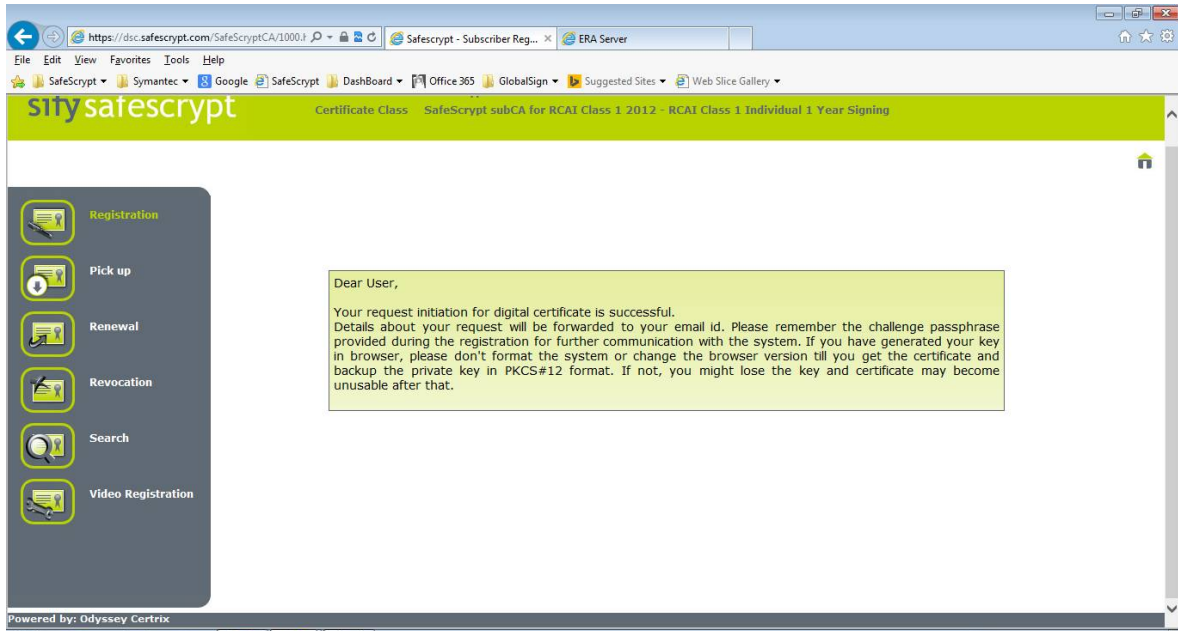 https://dsc.safescrypt.com/SafeScryptCA/1000.h
Safescrypt - Subscriber Reg...
ERA Server
File Edit View Favorites Tools Help
SafeScrypt Symantec Google SafeScrypt DashBoard Office 365 GlobalSign Suggested Sites Web Slice Gallery
sify safescrypt
Certificate Class SafeScrypt subCA for RCAI Class 1 2012 - RCAI Class 1 Individual 1 Year Signing
Registration
Pick up
Renewal
Revocation
Search
Video Registration
Dear User,
Your request initiation for digital certificate is successful.
Details about your request will be forwarded to your email id. Please remember the challenge passphrase
provided during the registration for further communication with the system. If you have generated your key
in browser, please don't format the system or change the browser version till you get the certificate and
backup the private key in PKCS#12 format. If not, you might lose the key and certificate may become
unusable after that.
Powered by: Odyssey Certrix